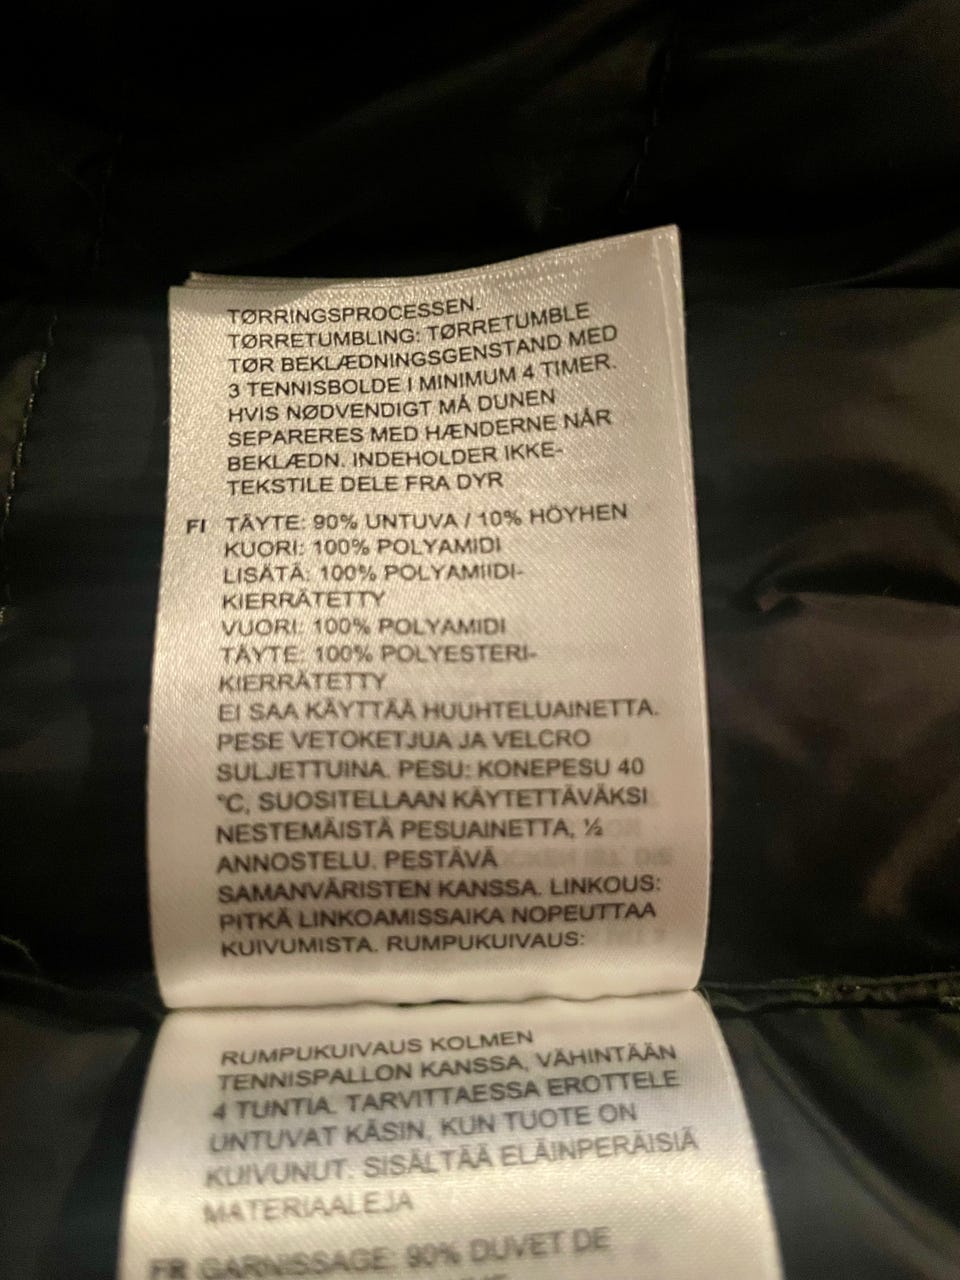 TØRRINGSPROCESSEN.
TØRRETUMBLING: TØRRETUMBLE
TØR BEKLÆDNINGSGENSTAND MED
3 TENNISBOLDE I MINIMUM 4 TIMER.
HVIS NØDVENDIGT MÅ DUNEN
SEPARERES MED HÆNDERNE NÅR
BEKLÆDN. INDEHOLDER IKKE-
TEKSTILE DELE FRA DYR
FI TÄYTE: 90% UNTUVA / 10% HÖYHEN
KUORI: 100% POLYAMIDI
LISÄTÄ: 100% POLYAMIIDI-
KIERRÄTETTY
VUORI: 100% POLYAMIDI
TÄYTE: 100% POLYESTERI-
KIERRÄTETTY
EI SAA KÄYTTÄÄ HUUHTELUAINETTA.
PESE VETOKETJUA JA VELCRO
SULJETTUINA. PESU: KONEPESU 40
°C, SUOSITELLAAN KÄYTETTÄVÄKSI
NESTEMÄISTÄ PESUAINETTA, ½
ANNOSTELU. PESTÄVÄ
SAMANVÄRISTEN KANSSA. LINKOUS:
PITKÄ LINKOAMISSAIKA NOPEUTTAA
KUIVUMISTA. RUMPUKUIVAUS:
RUMPUKUIVAUS KOLMEN
TENNISPALLON KANSSA, VÄHINTÄÄN
4 TUNTIA. TARVITTAESSA EROTTELE
UNTUVAT KÄSIN, KUN TUOTE ON
KUIVUNUT. SISÄLTÄÄ ELÄINPERÄISIÄ
MATERIAALEJA
FR GARNISSAGE: 90% DUVET DE